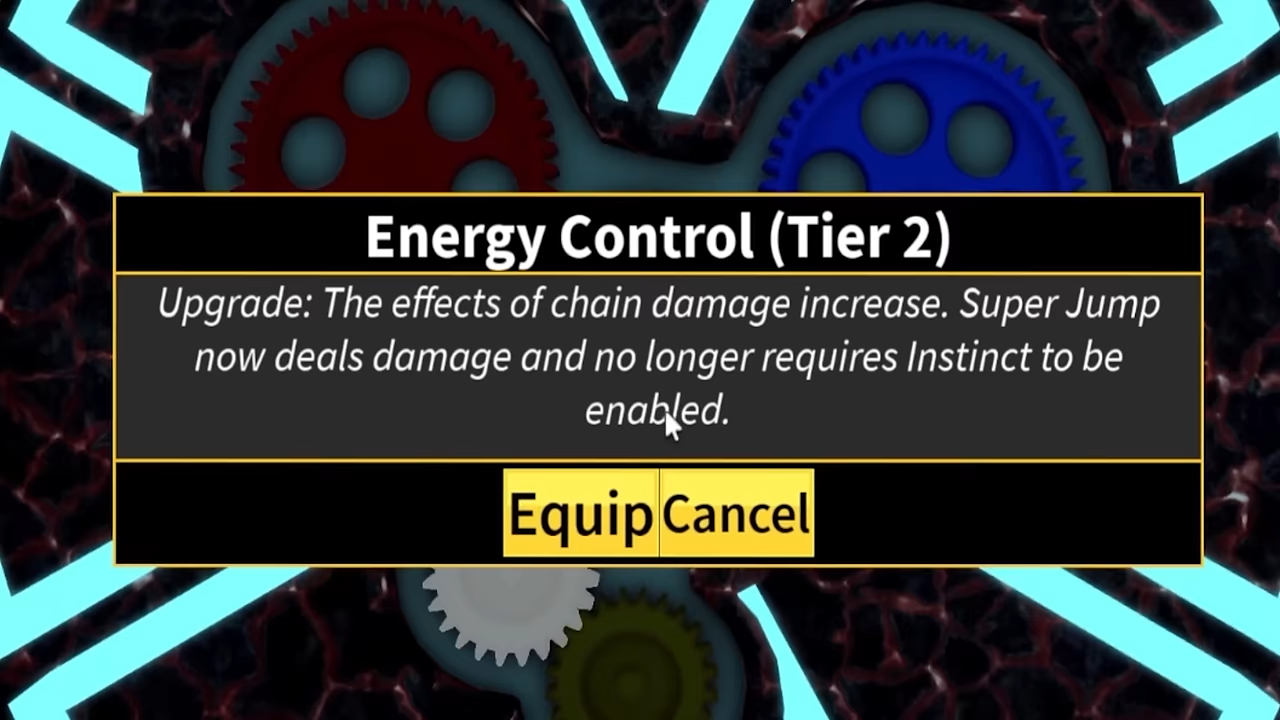 Energy Control (Tier 2)
Upgrade: The effects of chain damage increase. Super Jump
now deals damage and no longer requires Instinct to be
enabled.
Equip Cancel